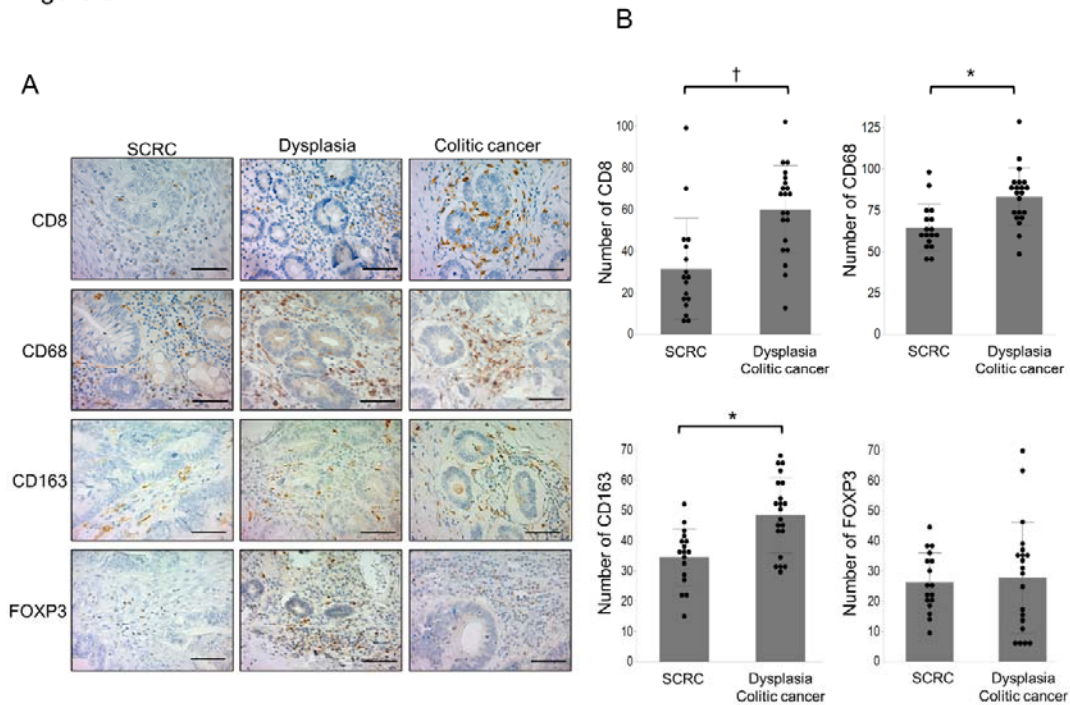 A
SCRC
Dysplasia
Colitic cancer
CD8
CD68
CD163
FOXP3
B
†
Number of CD8
100
80
60
40
20
0
SCRC
Dysplasia
Colitic cancer
*
Number of CD68
125
100
75
50
25
0
SCRC
Dysplasia
Colitic cancer
*
Number of CD163
70
60
50
40
30
20
10
0
SCRC
Dysplasia
Colitic cancer
Number of FOXP3
70
60
50
40
30
20
10
0
SCRC
Dysplasia
Colitic cancer